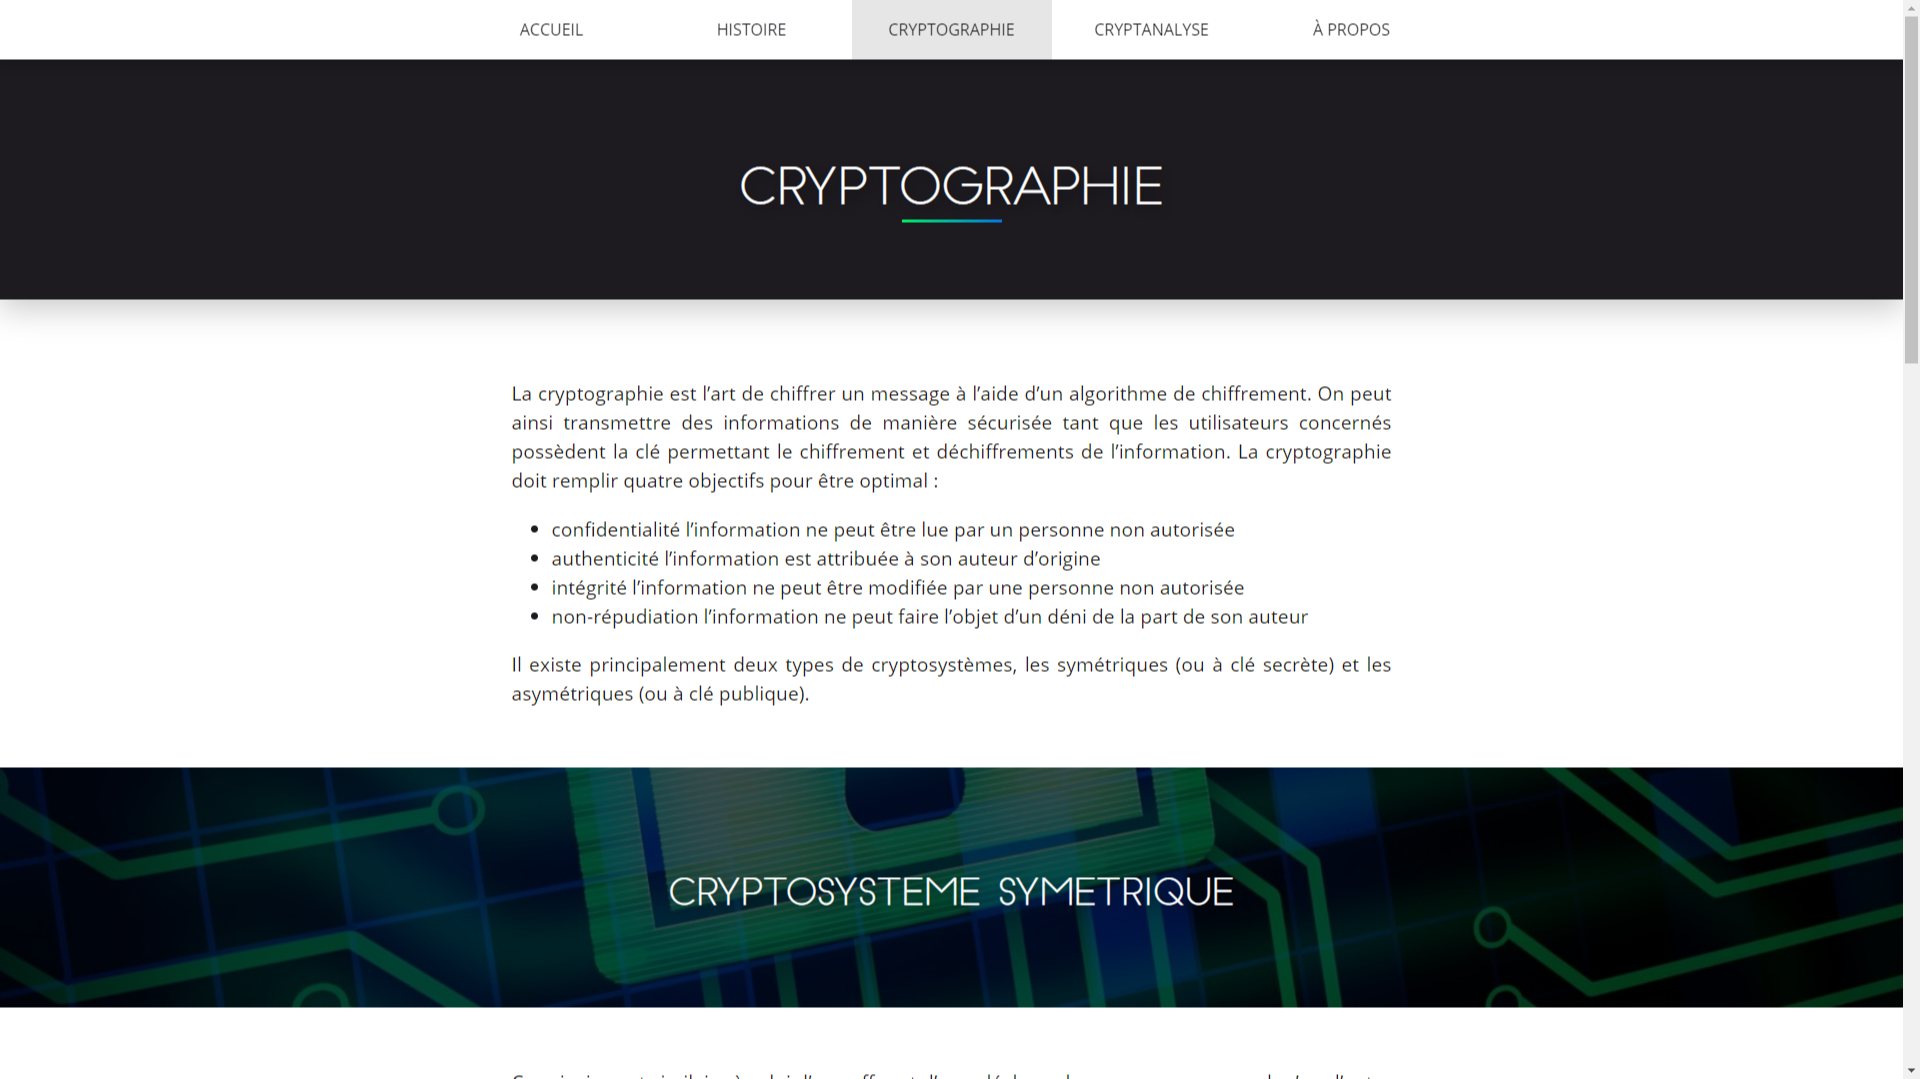 ACCUEIL HISTOIRE CRYPTOGRAPHIE CRYPTANALYSE À PROPOS
CRYPTOGRAPHIE
La cryptographie est l’art de chiffrer un message à l’aide d’un algorithme de chiffrement. On peut
ainsi transmettre des informations de manière sécurisée tant que les utilisateurs concernés
possèdent la clé permettant le chiffrement et déchiffrements de l’information. La cryptographie
doit remplir quatre objectifs pour être optimal :
• confidentialité l’information ne peut être lue par un personne non autorisée
• authenticité l’information est attribuée à son auteur d’origine
• intégrité l’information ne peut être modifiée par une personne non autorisée
• non-répudiation l’information ne peut faire l’objet d’un déni de la part de son auteur
Il existe principalement deux types de cryptosystèmes, les symétriques (ou à clé secrète) et les
asymétriques (ou à clé publique).
CRYPTOSYSTEME SYMETRIQUE